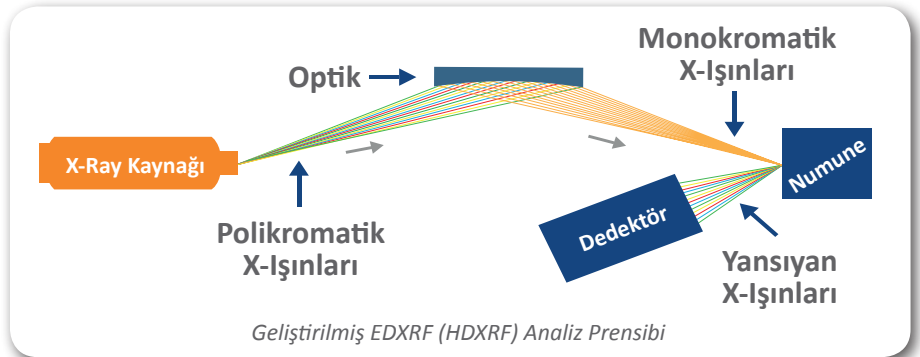 Monokromatik
X-Işınları
Optik
X-Ray Kaynağı
Numune
Dedektör
Polikromatik
X-Işınları
Yansıyan
X-Işınları
Geliştirilmiş EDXRF (HDXRF) Analiz Prensibi